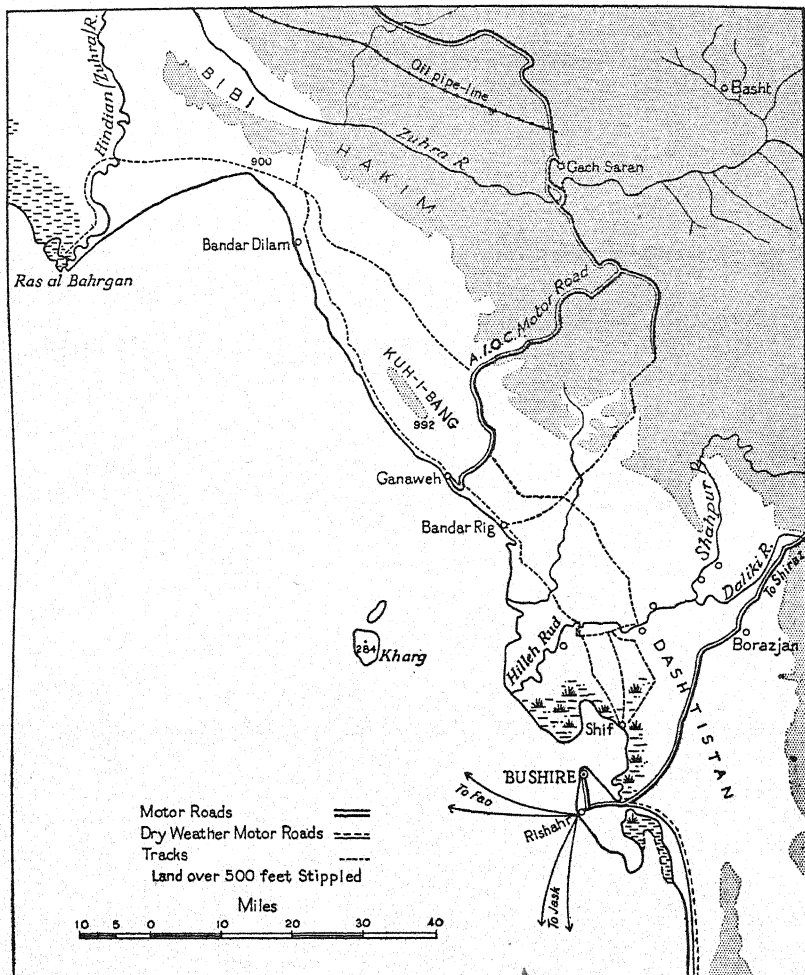 Hindian/Zuhra R.
BIBI
HAKIM
Oil pipe-line
Basht
Zuhra R.
Gach Saran
900
Bandar Dilam
Ras al Bahrgan
A.I.O.C. Motor Road
KUH-I-BANG
992
Ganaweh
Bandar Rig
Shahpur
Daliki R.
To Shiraz
Borazjan
284
Kharg
Hilleh Rud
DASHTISTAN
Shif
BUSHIRE
To Fao
Rishahr
To Jask
Motor Roads
Dry Weather Motor Roads
Tracks
Land over 500 feet Stippled
Miles
10 5 0 10 20 30 40